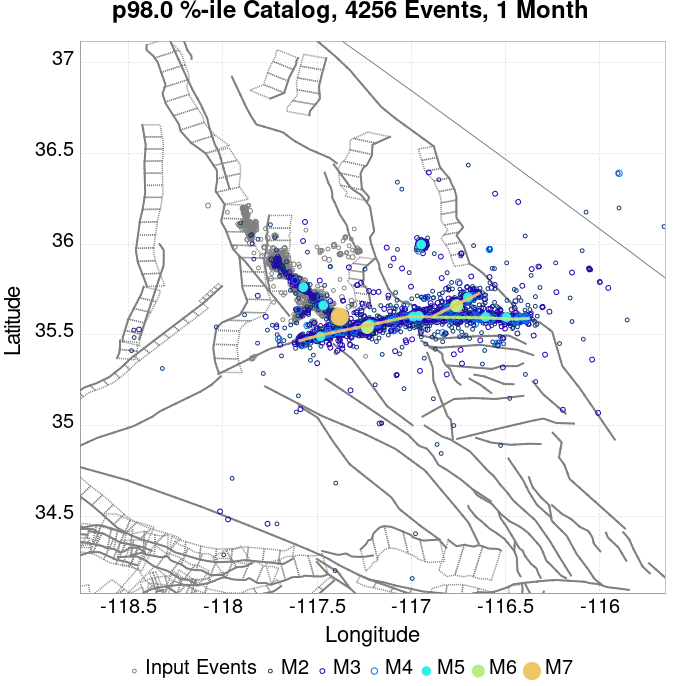 p98.0 %-ile Catalog, 4256 Events, 1 Month
37
36.5
36
35.5
35
34.5
Latitude
-118.5 -118 -117.5 -117 -116.5 -116
Longitude
Input Events M2 M3 M4 M5 M6 M7